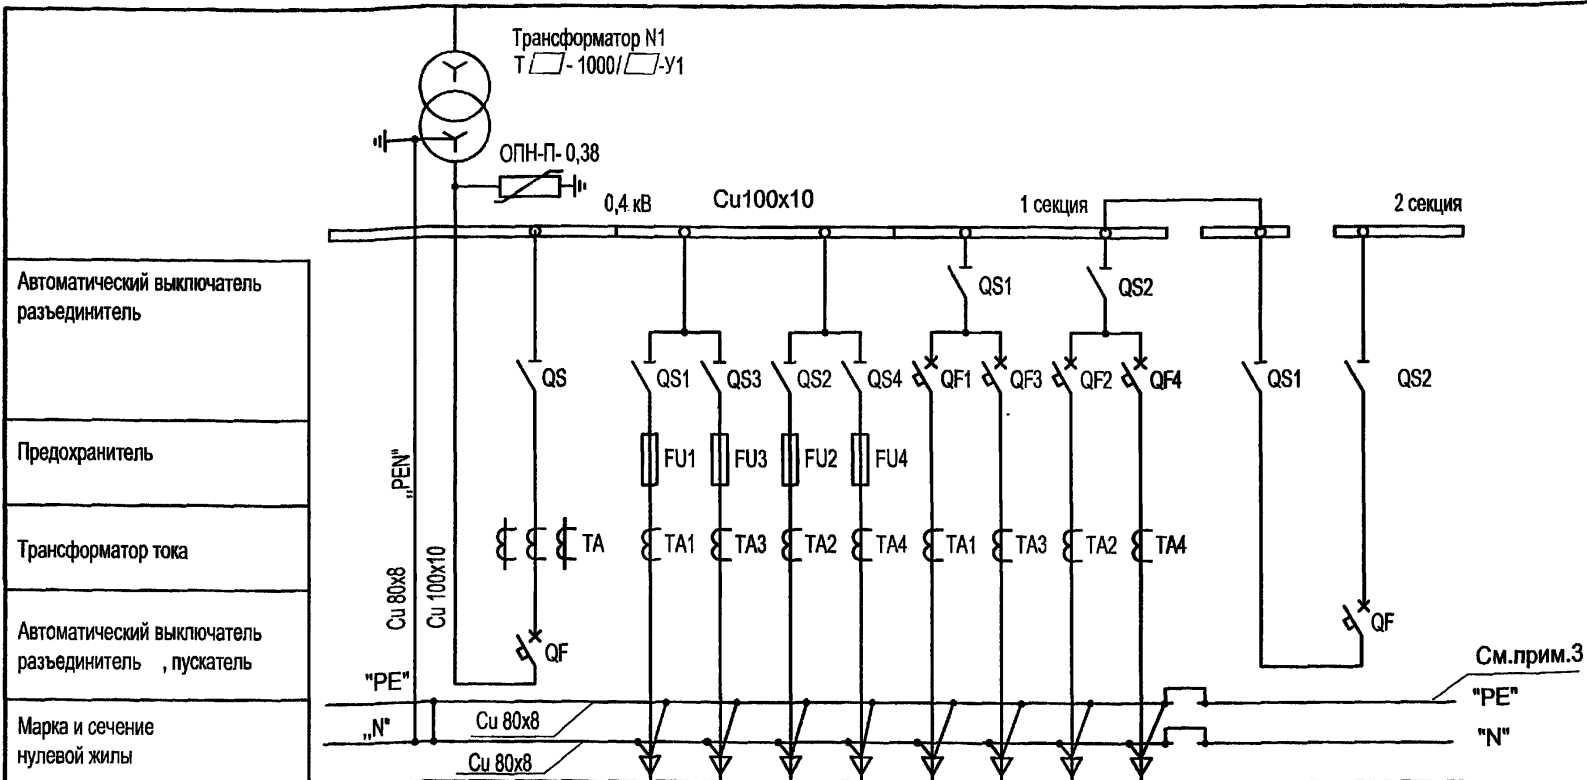 Трансформатор N1
Т - 1000/ -У1
ОПН-П- 0,38
0,4 кВ
Cu100x10
1 секция
2 секция
Автоматический выключатель
разъединитель
QS1
QS2
QS
QS1
QS3
QS2
QS4
QF1
QF3
QF2
QF4
QS1
QS2
Предохранитель
„PEN"
FU1
FU3
FU2
FU4
Трансформатор тока
TA
TA1
TA3
TA2
TA4
TA1
TA3
TA2
TA4
Cu 80x8
Cu 100x10
Автоматический выключатель
разъединитель , пускатель
QF
QF
См.прим.3
"PE"
"PE"
Марка и сечение
нулевой жилы
„N"
Cu 80x8
"N"
Cu 80x8